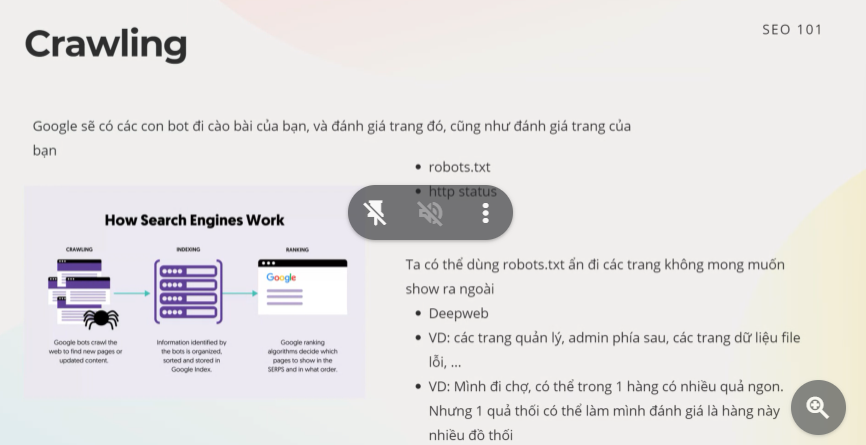 Crawling
SEO 101
Google sẽ có các con bot đi cào bài của bạn, và đánh giá trang đó, cũng như đánh giá trang của
bạn
robots.txt
http status
How Search Engines Work
CRAWLING
INDEXING
RANKING
Google
Google bots crawl the
web to find new pages or
updated content.
Information identified by
the bots is organized,
sorted and stored in
Google Index.
Google ranking
algorithms decide which
pages to show in the
SERPS and in what order.
Ta có thể dùng robots.txt ẩn đi các trang không mong muốn
show ra ngoài
Deepweb
VD: các trang quản lý, admin phía sau, các trang dữ liệu file
lỗi, ...
VD: Mình đi chợ, có thể trong 1 hàng có nhiều quả ngon.
Nhưng 1 quả thối có thể làm mình đánh giá là hàng này
nhiều đồ thối